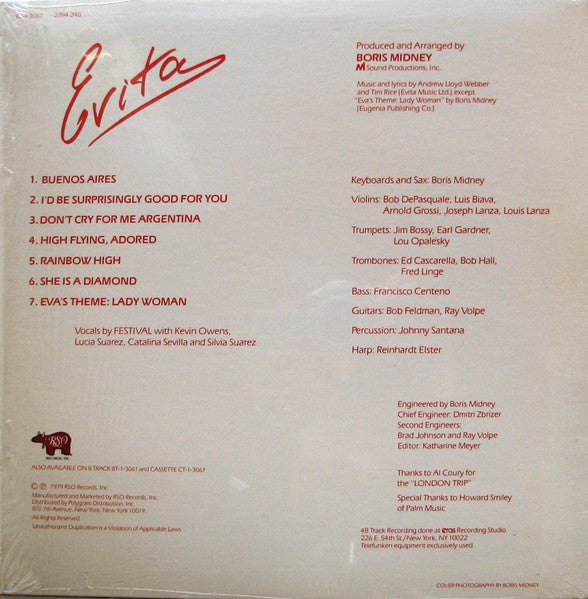 2394 240
Evita
Produced and Arranged by
BORIS MIDNEY
M Sound Productions, Inc.
Music and lyrics by Andrew Lloyd Webber
and Tim Rice (Evita Music Ltd.) except
"Eva's Theme: Lady Woman" by Boris Midney
(Eugenia Publishing Co.)
1. BUENOS AIRES
2. I'D BE SURPRISINGLY GOOD FOR YOU
3. DON'T CRY FOR ME ARGENTINA
4. HIGH FLYING, ADORED
5. RAINBOW HIGH
6. SHE IS A DIAMOND
7. EVA'S THEME: LADY WOMAN
Vocals by FESTIVAL with Kevin Owens,
Lucia Suarez, Catalina Sevilla and Silvia Suarez
Keyboards and Sax: Boris Midney
Violins: Bob DePasquale, Luis Biava,
Arnold Grossi, Joseph Lanza, Louis Lanza
Trumpets: Jim Bossy, Earl Gardner,
Lou Opalesky
Trombones: Ed Cascarella, Bob Hall,
Fred Linge
Bass: Francisco Centeno
Guitars: Bob Feldman, Ray Volpe
Percussion: Johnny Santana
Harp: Reinhardt Elster
Engineered by Boris Midney
Chief Engineer: Dmitri Zbrizer
Second Engineers:
Brad Johnson and Ray Volpe
Editor: Katharine Meyer
Thanks to Al Coury for
the "LONDON TRIP"
Special Thanks to Howard Smiley
of Palm Music
48 Track Recording done at eras Recording Studio
226 E. 54th St./New York, NY 10022
Telefunken equipment exclusively used.
RSO
RECORDS, INC.
ALSO AVAILABLE ON 8 TRACK 8T-1-3061 and CASSETTE CT-1-3061
© ℗ 1979 RSO Records, Inc.
Manufactured and Marketed by RSO Records, Inc.
Distributed by Polygram Distribution, Inc.
810 7th Avenue, New York, New York 10019.
All Rights Reserved.
Unauthorized Duplication is a Violation of Applicable Laws.
COVER PHOTOGRAPHY BY BORIS MIDNEY